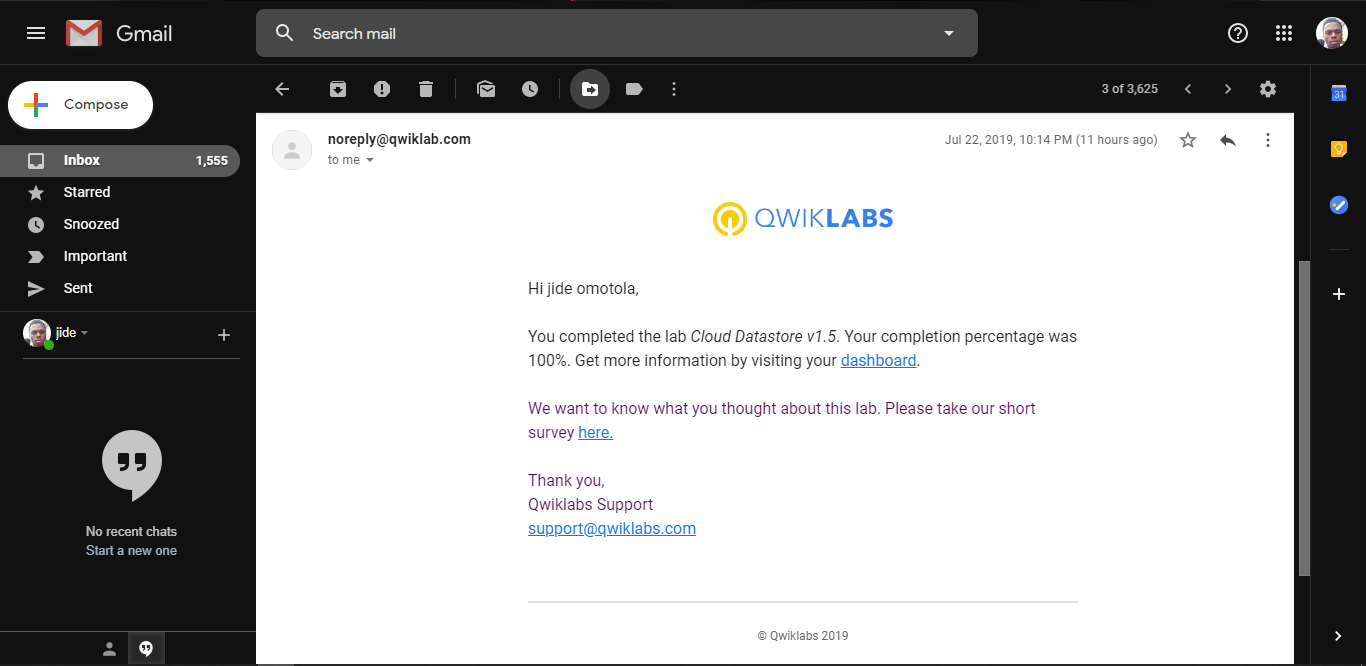 Gmail
Search mail
Compose
3 of 3,625
31
Inbox 1,555
Starred
Snoozed
Important
Sent
jide
No recent chats
Start a new one
noreply@qwiklab.com
Jul 22, 2019, 10:14 PM (11 hours ago)
to me
QWIKLABS
Hi jide omotola,
You completed the lab Cloud Datastore v1.5. Your completion percentage was
100%. Get more information by visiting your dashboard.
We want to know what you thought about this lab. Please take our short
survey here.
Thank you,
Qwiklabs Support
support@qwiklabs.com
© Qwiklabs 2019